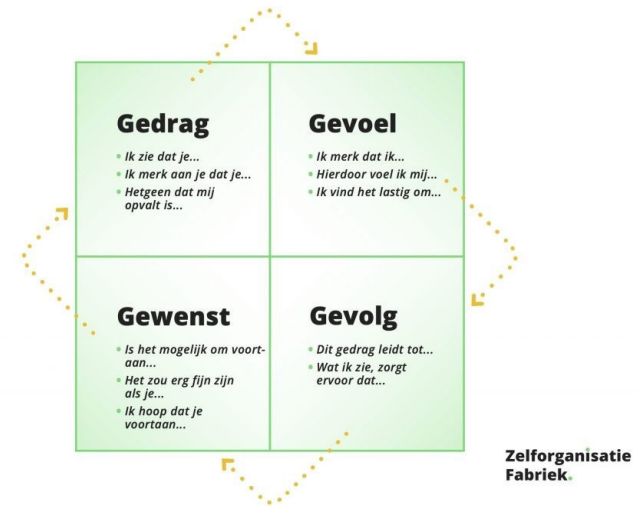 Gedrag
Ik zie dat je...
Ik merk aan je dat je...
Hetgeen dat mij
opvalt is...
Gevoel
Ik merk dat ik...
Hierdoor voel ik mij...
Ik vind het lastig om...
Gewenst
Is het mogelijk om voort-
aan...
Het zou erg fijn zijn
als je...
Ik hoop dat je
voortaan...
Gevolg
Dit gedrag leidt tot...
Wat ik zie, zorgt
ervoor dat...
Zelforganisatie
Fabriek.